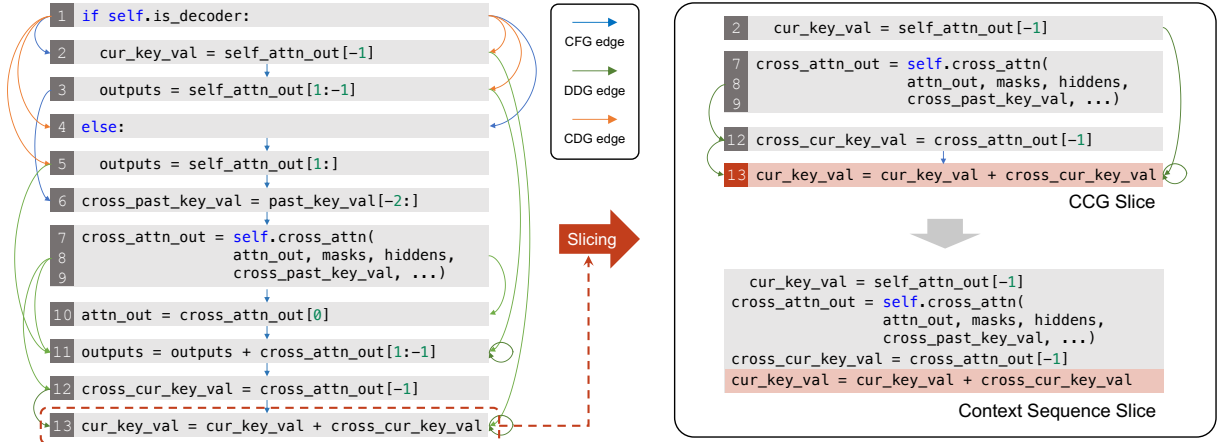 1 if self.is_decoder:
2 cur_key_val = self_attn_out[-1]
3 outputs = self_attn_out[1:-1]
4 else:
5 outputs = self_attn_out[1:]
6 cross_past_key_val = past_key_val[-2:]
7 cross_attn_out = self.cross_attn(
8 attn_out, masks, hiddens,
9 cross_past_key_val, ...)
10 attn_out = cross_attn_out[0]
11 outputs = outputs + cross_attn_out[1:-1]
12 cross_cur_key_val = cross_attn_out[-1]
13 cur_key_val = cur_key_val + cross_cur_key_val
CFG edge
DDG edge
CDG edge
Slicing
2 cur_key_val = self_attn_out[-1]
7 cross_attn_out = self.cross_attn(
8 attn_out, masks, hiddens,
9 cross_past_key_val, ...)
12 cross_cur_key_val = cross_attn_out[-1]
13 cur_key_val = cur_key_val + cross_cur_key_val
CCG Slice
cur_key_val = self_attn_out[-1]
cross_attn_out = self.cross_attn(
attn_out, masks, hiddens,
cross_past_key_val, ...)
cross_cur_key_val = cross_attn_out[-1]
cur_key_val = cur_key_val + cross_cur_key_val
Context Sequence Slice